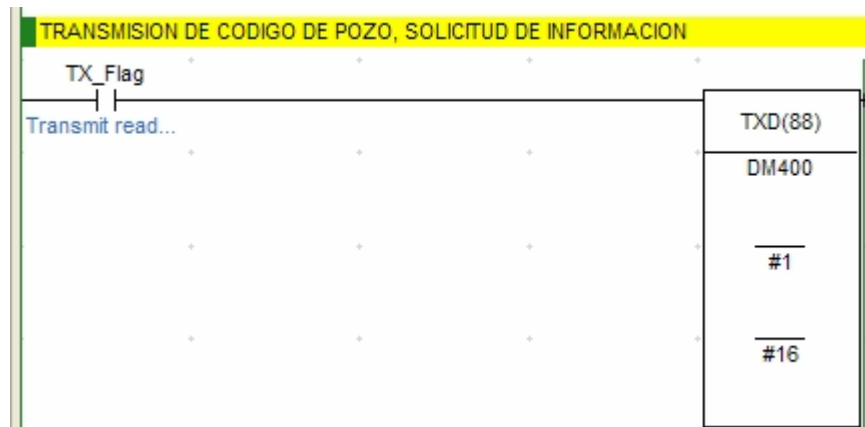 TRANSMISION DE CODIGO DE POZO, SOLICITUD DE INFORMACION
TX_Flag
Transmit read...
TXD(88)
DM400
#1
#16